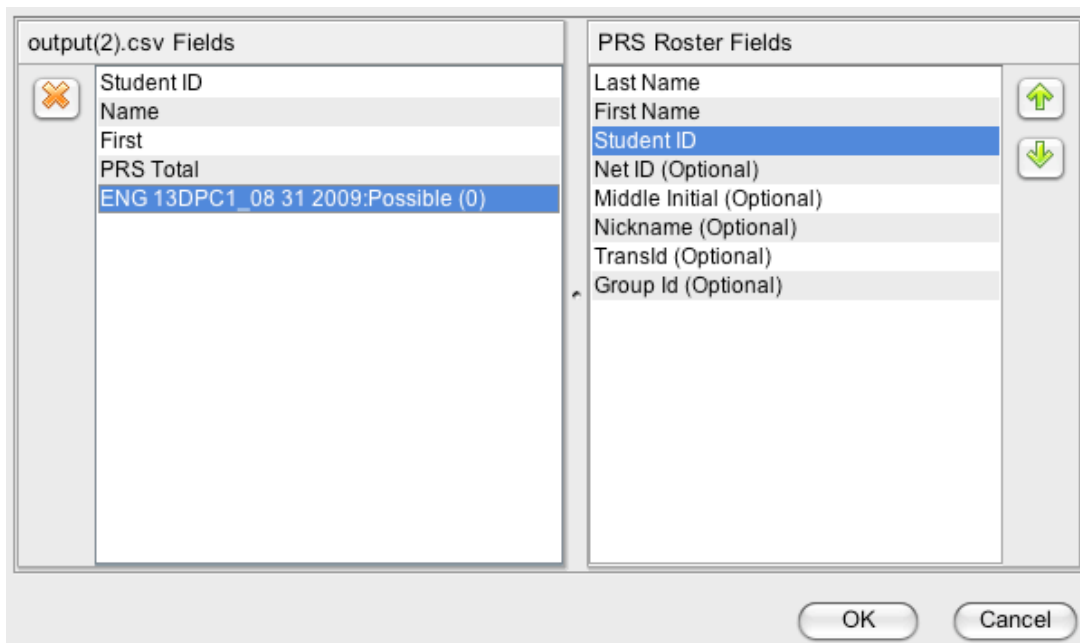 output(2).csv Fields
Student ID
Name
First
PRS Total
ENG 13DPC1_08 31 2009:Possible (0)
PRS Roster Fields
Last Name
First Name
Student ID
Net ID (Optional)
Middle Initial (Optional)
Nickname (Optional)
TransId (Optional)
Group Id (Optional)
OK
Cancel